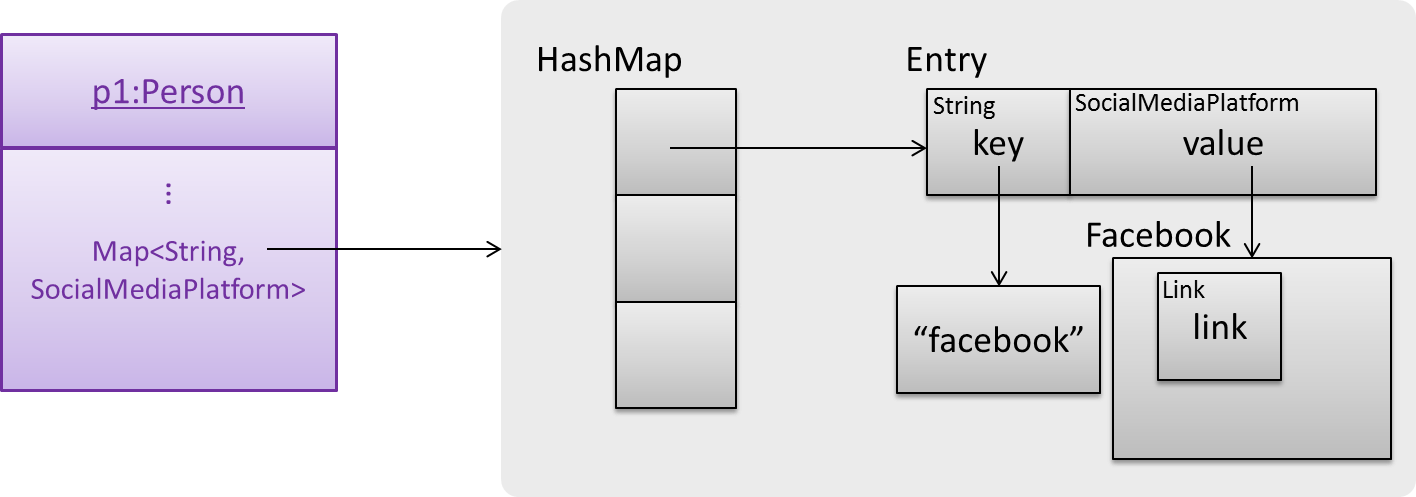 p1:Person
⋮
Map<String,
SocialMediaPlatform>
HashMap
Entry
String
key
SocialMediaPlatform
value
“facebook”
Facebook
Link
link